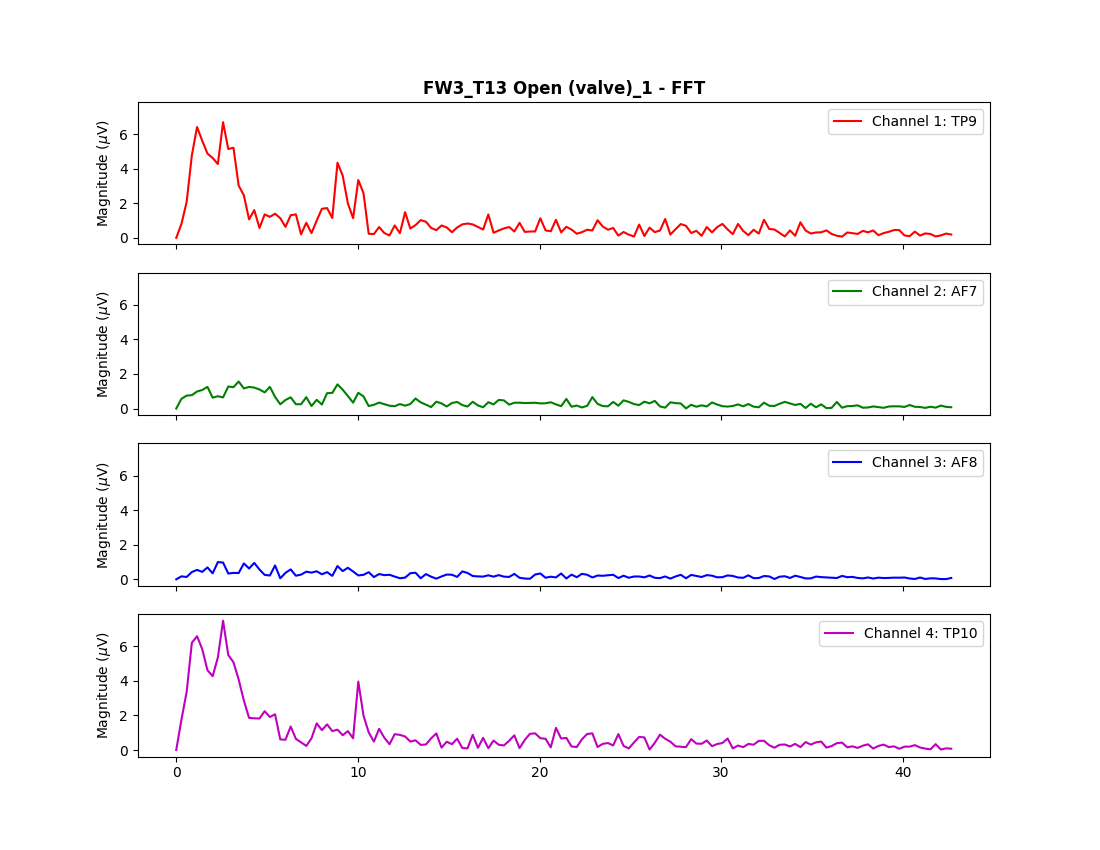 FW3_T13 Open (valve)_1 - FFT
Magnitude (μV)
6
4
2
0
Channel 1: TP9
Magnitude (μV)
6
4
2
0
Channel 2: AF7
Magnitude (μV)
6
4
2
0
Channel 3: AF8
Magnitude (μV)
6
4
2
0
Channel 4: TP10
0 10 20 30 40